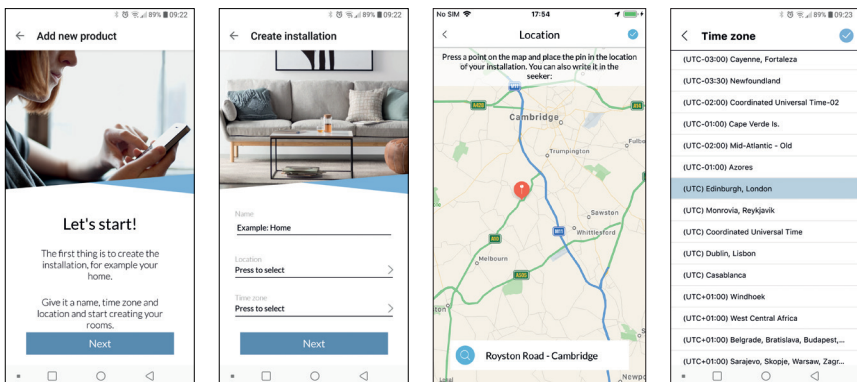 89% 09:22
Add new product
Let's start!
The first thing is to create the
installation, for example your
home.
Give it a name, time zone and
location and start creating your
rooms.
Next
89% 09:22
Create installation
Name
Example: Home
Location
Press to select
Time zone
Press to select
Next
No SIM 17:54
Location
Press a point on the map and place the pin in the location
of your installation. You can also write it in the
seeker:
A14
Cambridge
Trumpington
Fulbo
Sawston
M11
Whittlesford
A10
Melbourn
A505
ton
Royston Road - Cambridge
Newpo
89% 09:23
Time zone
(UTC-03:00) Cayenne, Fortaleza
(UTC-03:30) Newfoundland
(UTC-02:00) Coordinated Universal Time-02
(UTC-01:00) Cape Verde Is.
(UTC-02:00) Mid-Atlantic - Old
(UTC-01:00) Azores
(UTC) Edinburgh, London
(UTC) Monrovia, Reykjavik
(UTC) Coordinated Universal Time
(UTC) Dublin, Lisbon
(UTC) Casablanca
(UTC+01:00) Windhoek
(UTC+01:00) West Central Africa
(UTC+01:00) Belgrade, Bratislava, Budapest,...
(UTC+01:00) Sarajevo, Skopje, Warsaw, Zagr...